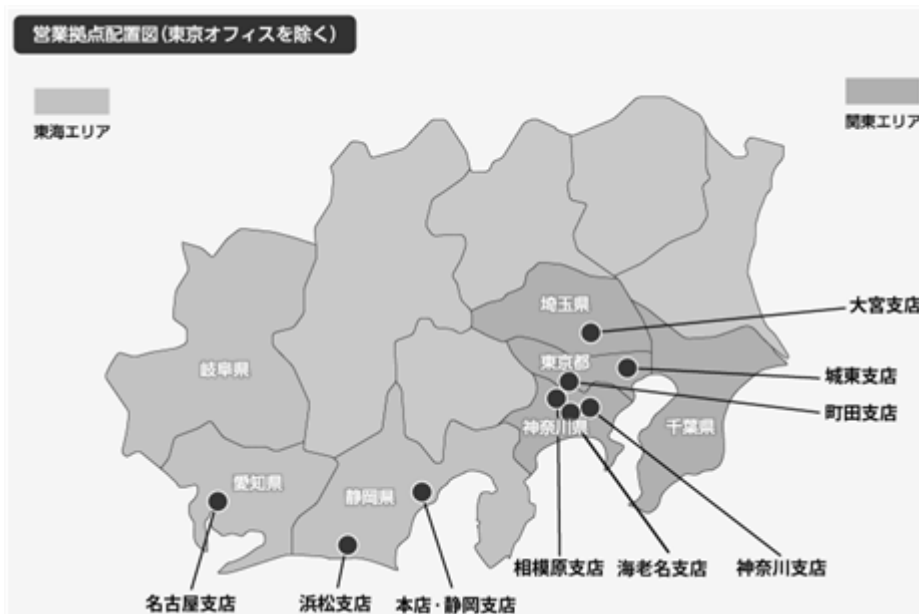 営業拠点配置図(東京オフィスを除く)
東海エリア
関東エリア
埼玉県
大宮支店
東京都
岐阜県
城東支店
町田支店
神奈川県
千葉県
愛知県
静岡県
相模原支店
海老名支店
神奈川支店
名古屋支店
浜松支店
本店・静岡支店